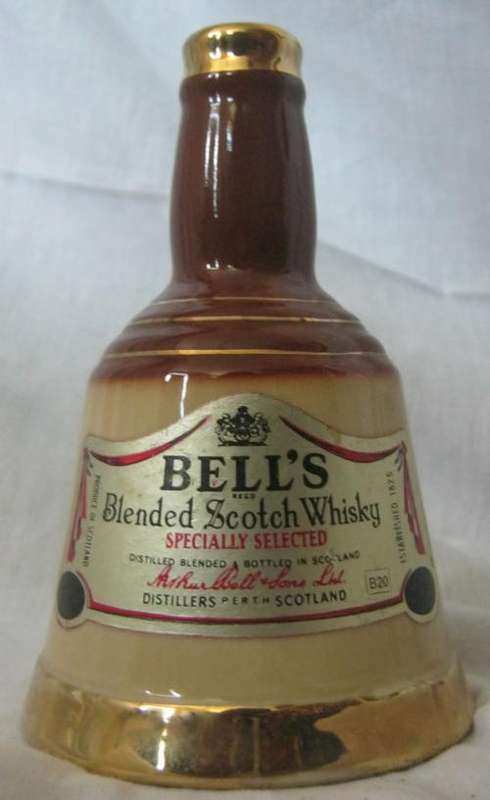 BELL'S
REGD
Blended Scotch Whisky
SPECIALLY SELECTED
DISTILLED BLENDED & BOTTLED IN SCOTLAND
Arthur Bell & Sons Ltd.
B20
DISTILLERS PERTH SCOTLAND
PRODUCE OF SCOTLAND
ESTABLISHED 1825